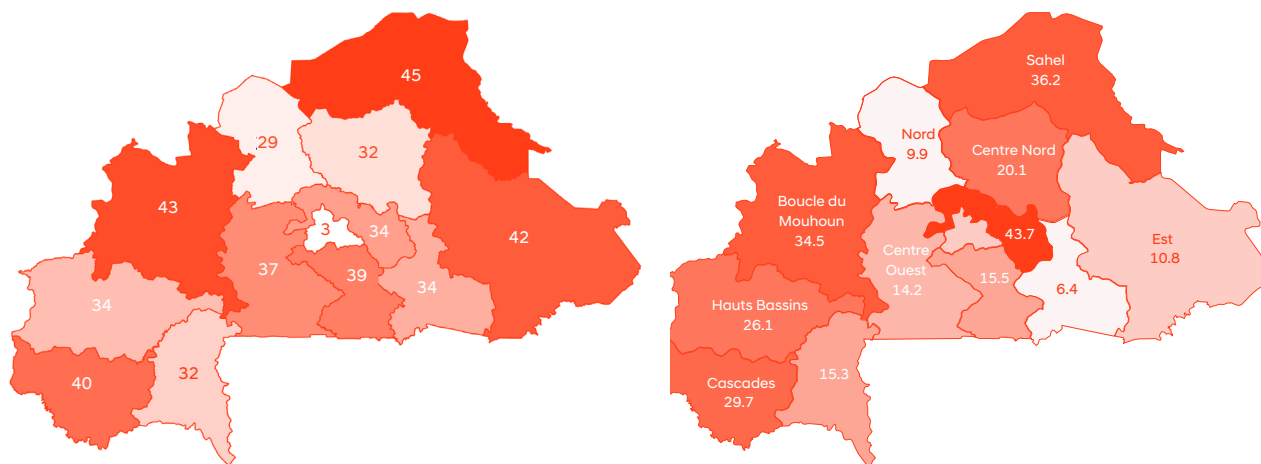 45
29
32
43
3
34
42
37
39
34
34
40
32
Sahel
36.2
Nord
9.9
Centre Nord
20.1
Boucle du
Mouhoun
34.5
43.7
Est
10.8
Centre
Ouest
14.2
15.5
6.4
Hauts Bassins
26.1
15.3
Cascades
29.7